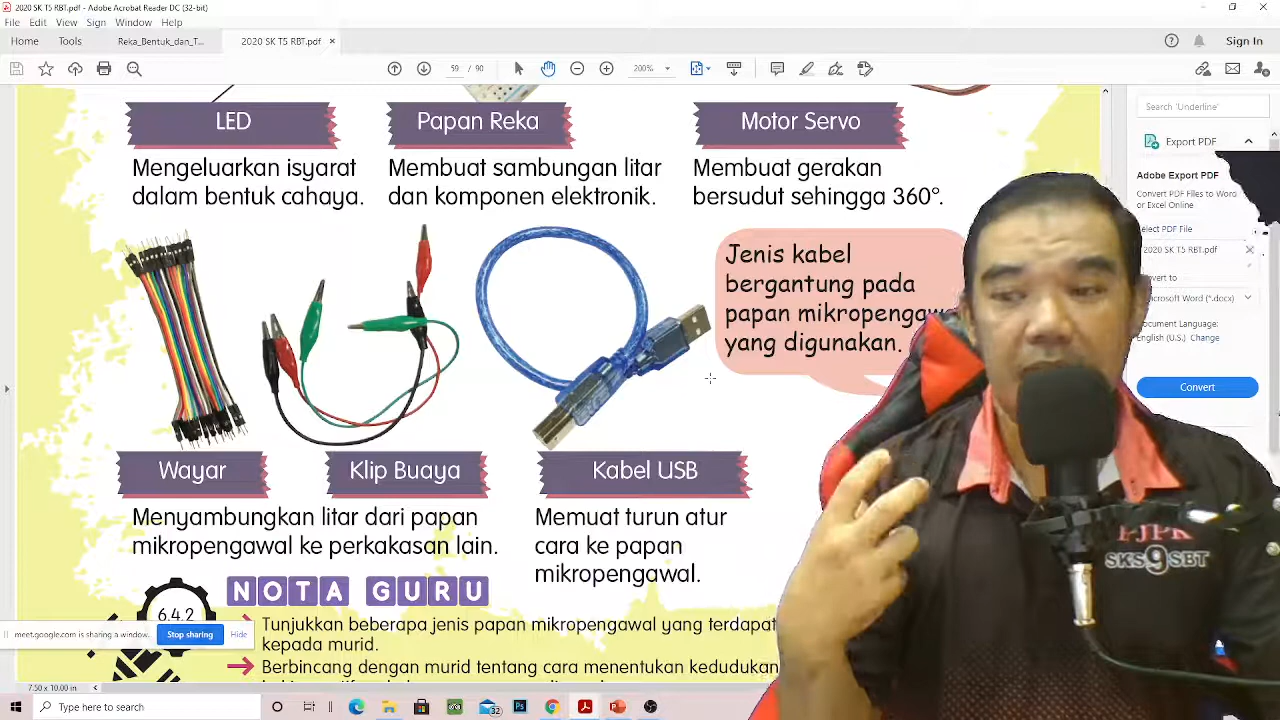 2020 SK T5 RBT.pdf - Adobe Acrobat Reader DC (32-bit)
File Edit View Sign Window Help
Home Tools Reka_Bentuk_dan_T... 2020 SK T5 RBT.pdf × Sign In
59 / 90 200%
LED Papan Reka Motor Servo
Mengeluarkan isyarat
dalam bentuk cahaya.
Membuat sambungan litar
dan komponen elektronik.
Membuat gerakan
bersudut sehingga 360°.
Jenis kabel
bergantung pada
papan mikropengaw
yang digunakan.
Wayar Klip Buaya Kabel USB
Menyambungkan litar dari papan
mikropengawal ke perkakasan lain.
Memuat turun atur
cara ke papan
mikropengawal.
NOTA GURU
6.4.2
Tunjukkan beberapa jenis papan mikropengawal yang terdapat
kepada murid.
Berbincang dengan murid tentang cara menentukan kedudukan
Search 'Underline'
Export PDF
Adobe Export PDF
Convert PDF Files to Word
or Excel Online
Select PDF File
2020 SK T5 RBT.pdf
Convert to
Microsoft Word (*.docx)
Document Language:
English (U.S.) Change
Convert
PJPK
SKS9SBT
meet.google.com is sharing a window. Stop sharing Hide
7.50 x 10.00 in
Type here to search
32